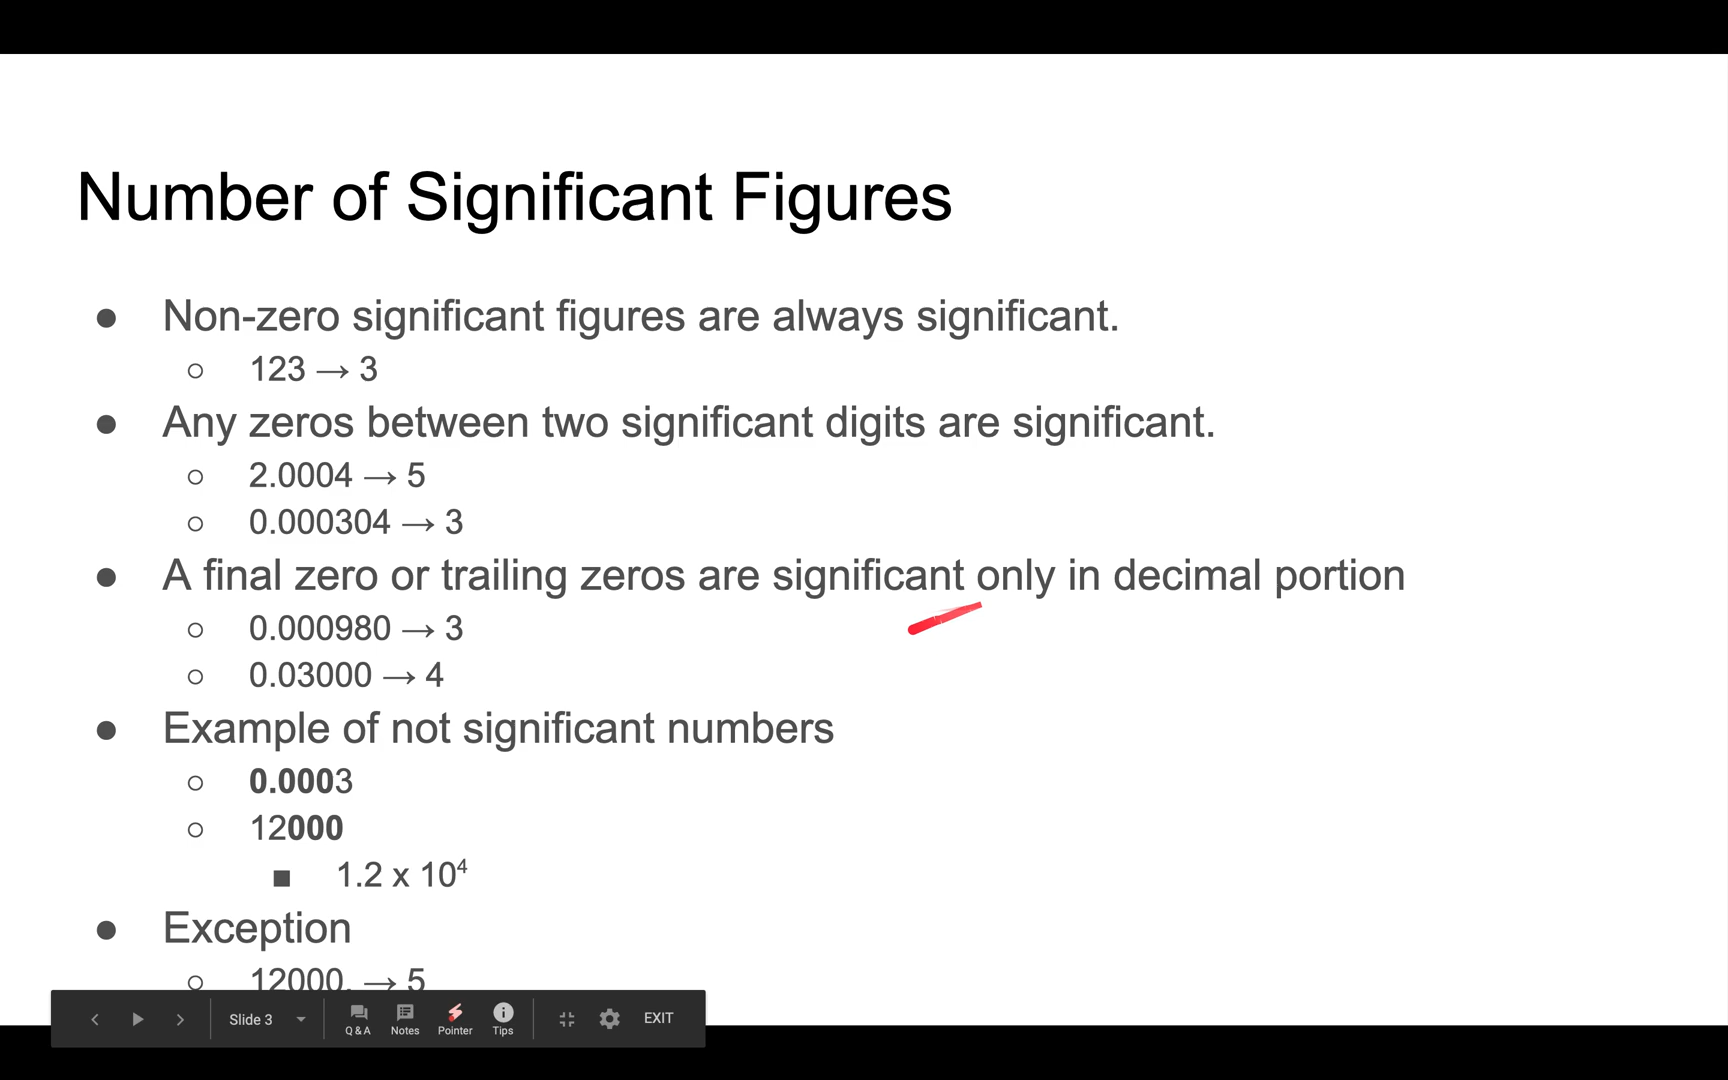 Number of Significant Figures
● Non-zero significant figures are always significant.
○ 123 → 3
● Any zeros between two significant digits are significant.
○ 2.0004 → 5
○ 0.000304 → 3
● A final zero or trailing zeros are significant only in decimal portion
○ 0.000980 → 3
○ 0.03000 → 4
● Example of not significant numbers
○ 0.0003
○ 12000
■ 1.2 x 10⁴
● Exception
○ 12000. → 5
Slide 3
Q & A
Notes
Pointer
Tips
EXIT